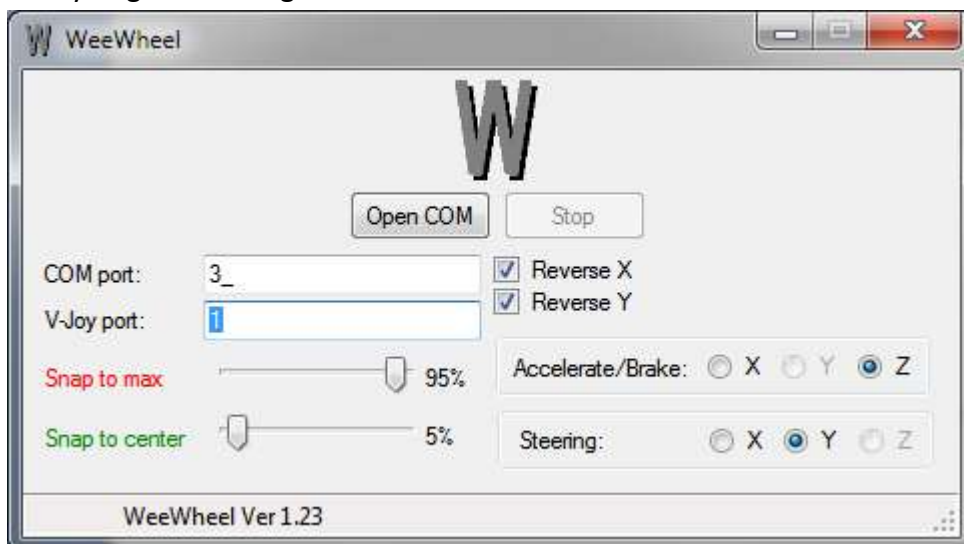 WeeWheel
W
Open COM Stop
COM port: 3_ Reverse X
V-Joy port: 1 Reverse Y
Snap to max 95% Accelerate/Brake: X Y Z
Snap to center 5% Steering: X Y Z
WeeWheel Ver 1.23